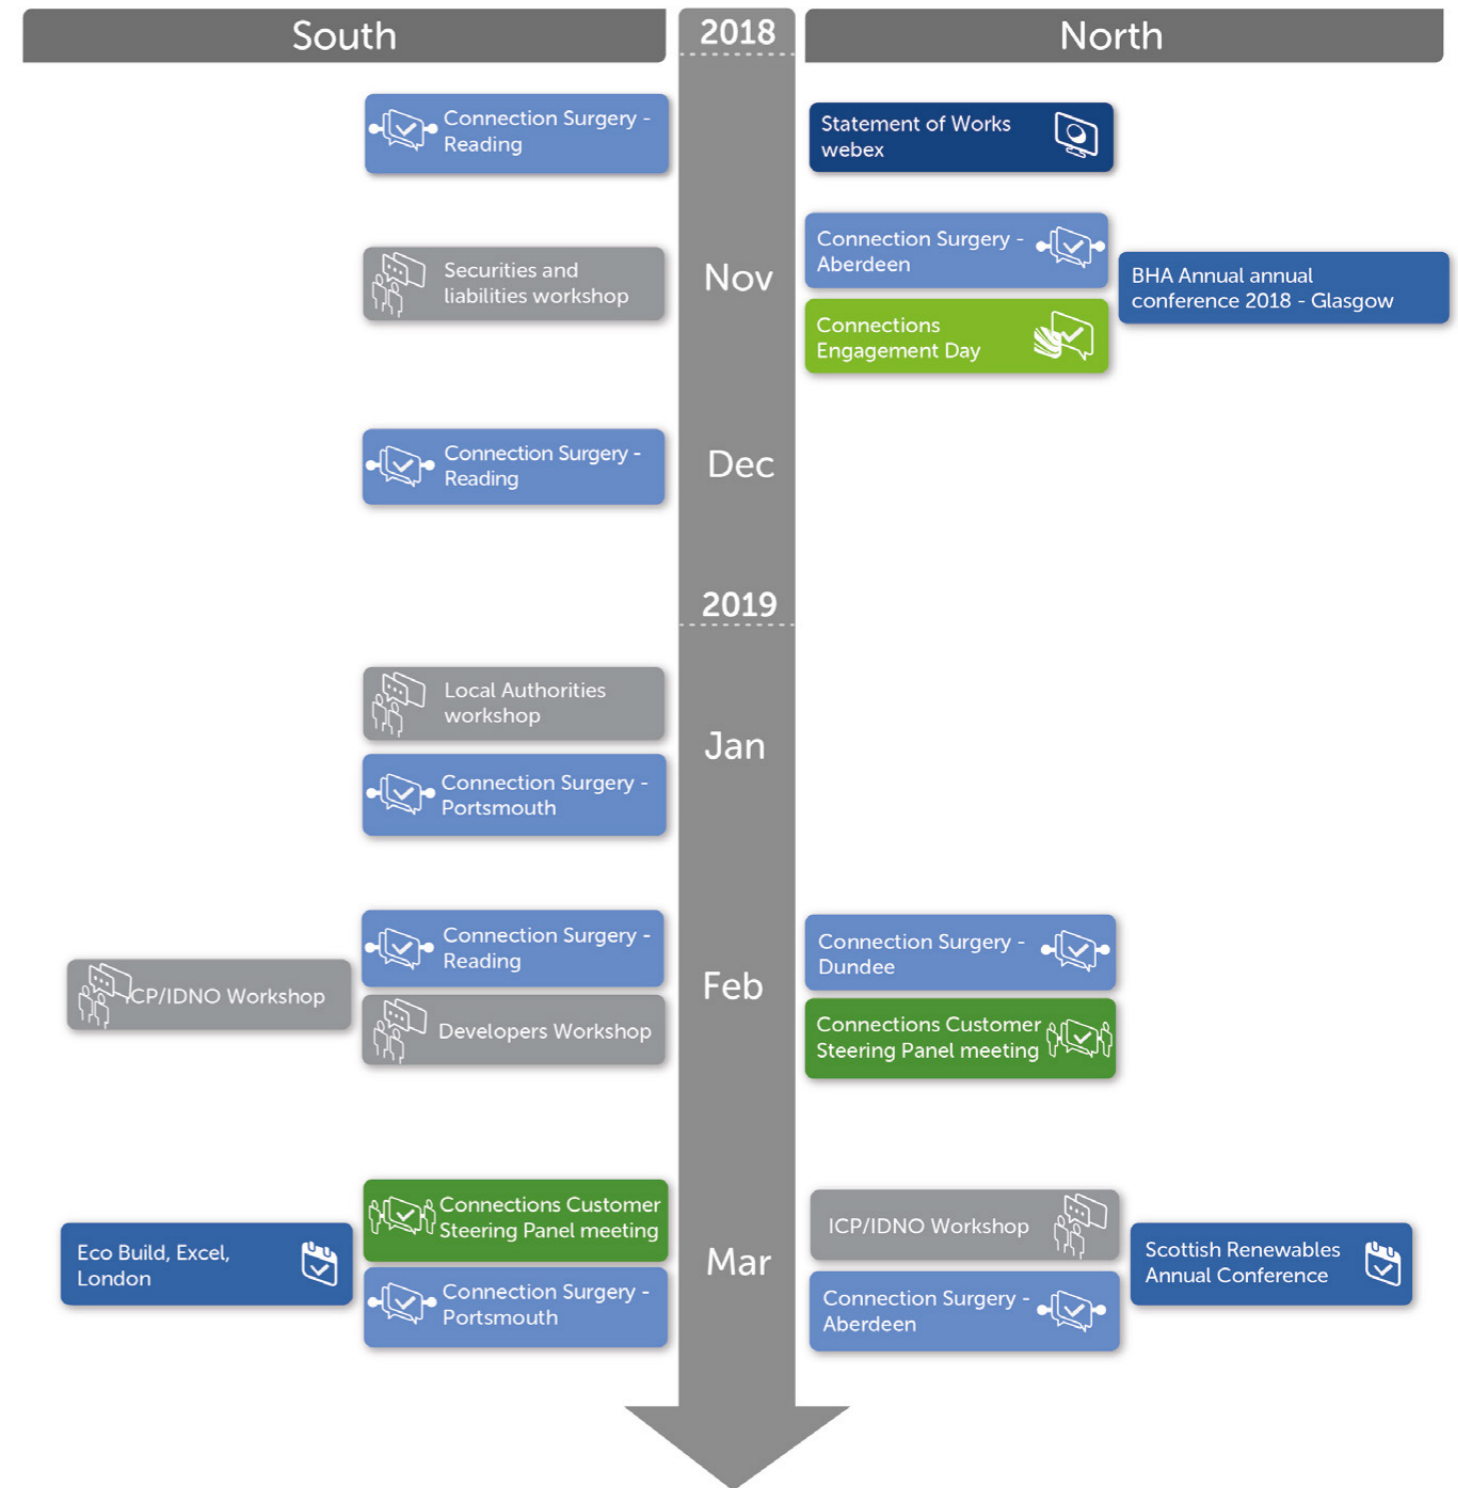 South
2018
North
Connection Surgery -
Reading
Statement of Works
webex
Securities and
liabilities workshop
Nov
Connection Surgery -
Aberdeen
BHA Annual annual
conference 2018 - Glasgow
Connections
Engagement Day
Connection Surgery -
Reading
Dec
2019
Local Authorities
workshop
Jan
Connection Surgery -
Portsmouth
Connection Surgery -
Reading
ICP/IDNO Workshop
Developers Workshop
Feb
Connection Surgery -
Dundee
Connections Customer
Steering Panel meeting
Connections Customer
Steering Panel meeting
Eco Build, Excel,
London
Connection Surgery -
Portsmouth
Mar
ICP/IDNO Workshop
Scottish Renewables
Annual Conference
Connection Surgery -
Aberdeen